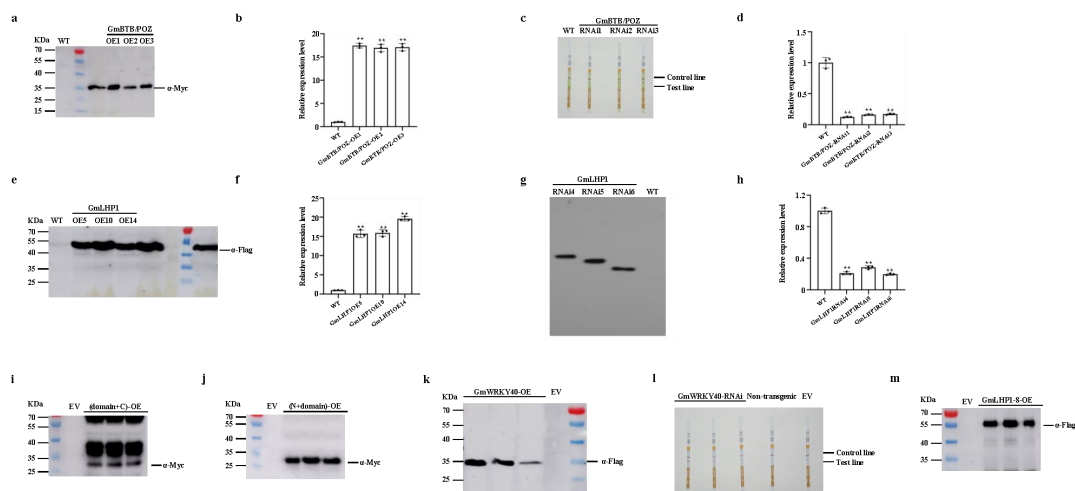 a
GmBTB/POZ
KDa WT OE1 OE2 OE3
70
55
40
35
25
15
α-Myc
b
Relative expression level
20
15
10
5
0
WT
GmBTB/POZ-OE1
GmBTB/POZ-OE2
GmBTB/POZ-OE3
**
**
**
c
GmBTB/POZ
WT RNAi1 RNAi2 RNAi3
Control line
Test line
d
Relative expression level
1.5
1
0.5
0
WT
GmBTB/POZ-RNAi1
GmBTB/POZ-RNAi2
GmBTB/POZ-RNAi3
**
**
**
e
GmLHP1
KDa WT OE5 OE10 OE14
70
55
40
35
25
α-Flag
f
Relative expression level
25
20
15
10
5
0
WT
GmLHP1OE5
GmLHP1OE10
GmLHP1OE14
**
**
**
g
GmLHP1
RNAi4 RNAi5 RNAi6 WT
h
Relative expression level
1.2
0.8
0.4
0
WT
GmLHP1RNAi4
GmLHP1RNAi5
GmLHP1RNAi6
**
**
**
i
KDa EV (domain+C)-OE
70
55
40
35
25
α-Myc
j
KDa EV (N+domain)-OE
70
55
40
35
25
α-Myc
k
KDa GmWRKY40-OE EV
70
55
45
35
25
α-Flag
l
GmWRKY40-RNAi Non-transgenic EV
Control line
Test line
m
KDa EV GmLHP1-8-OE
70
55
45
35
α-Flag